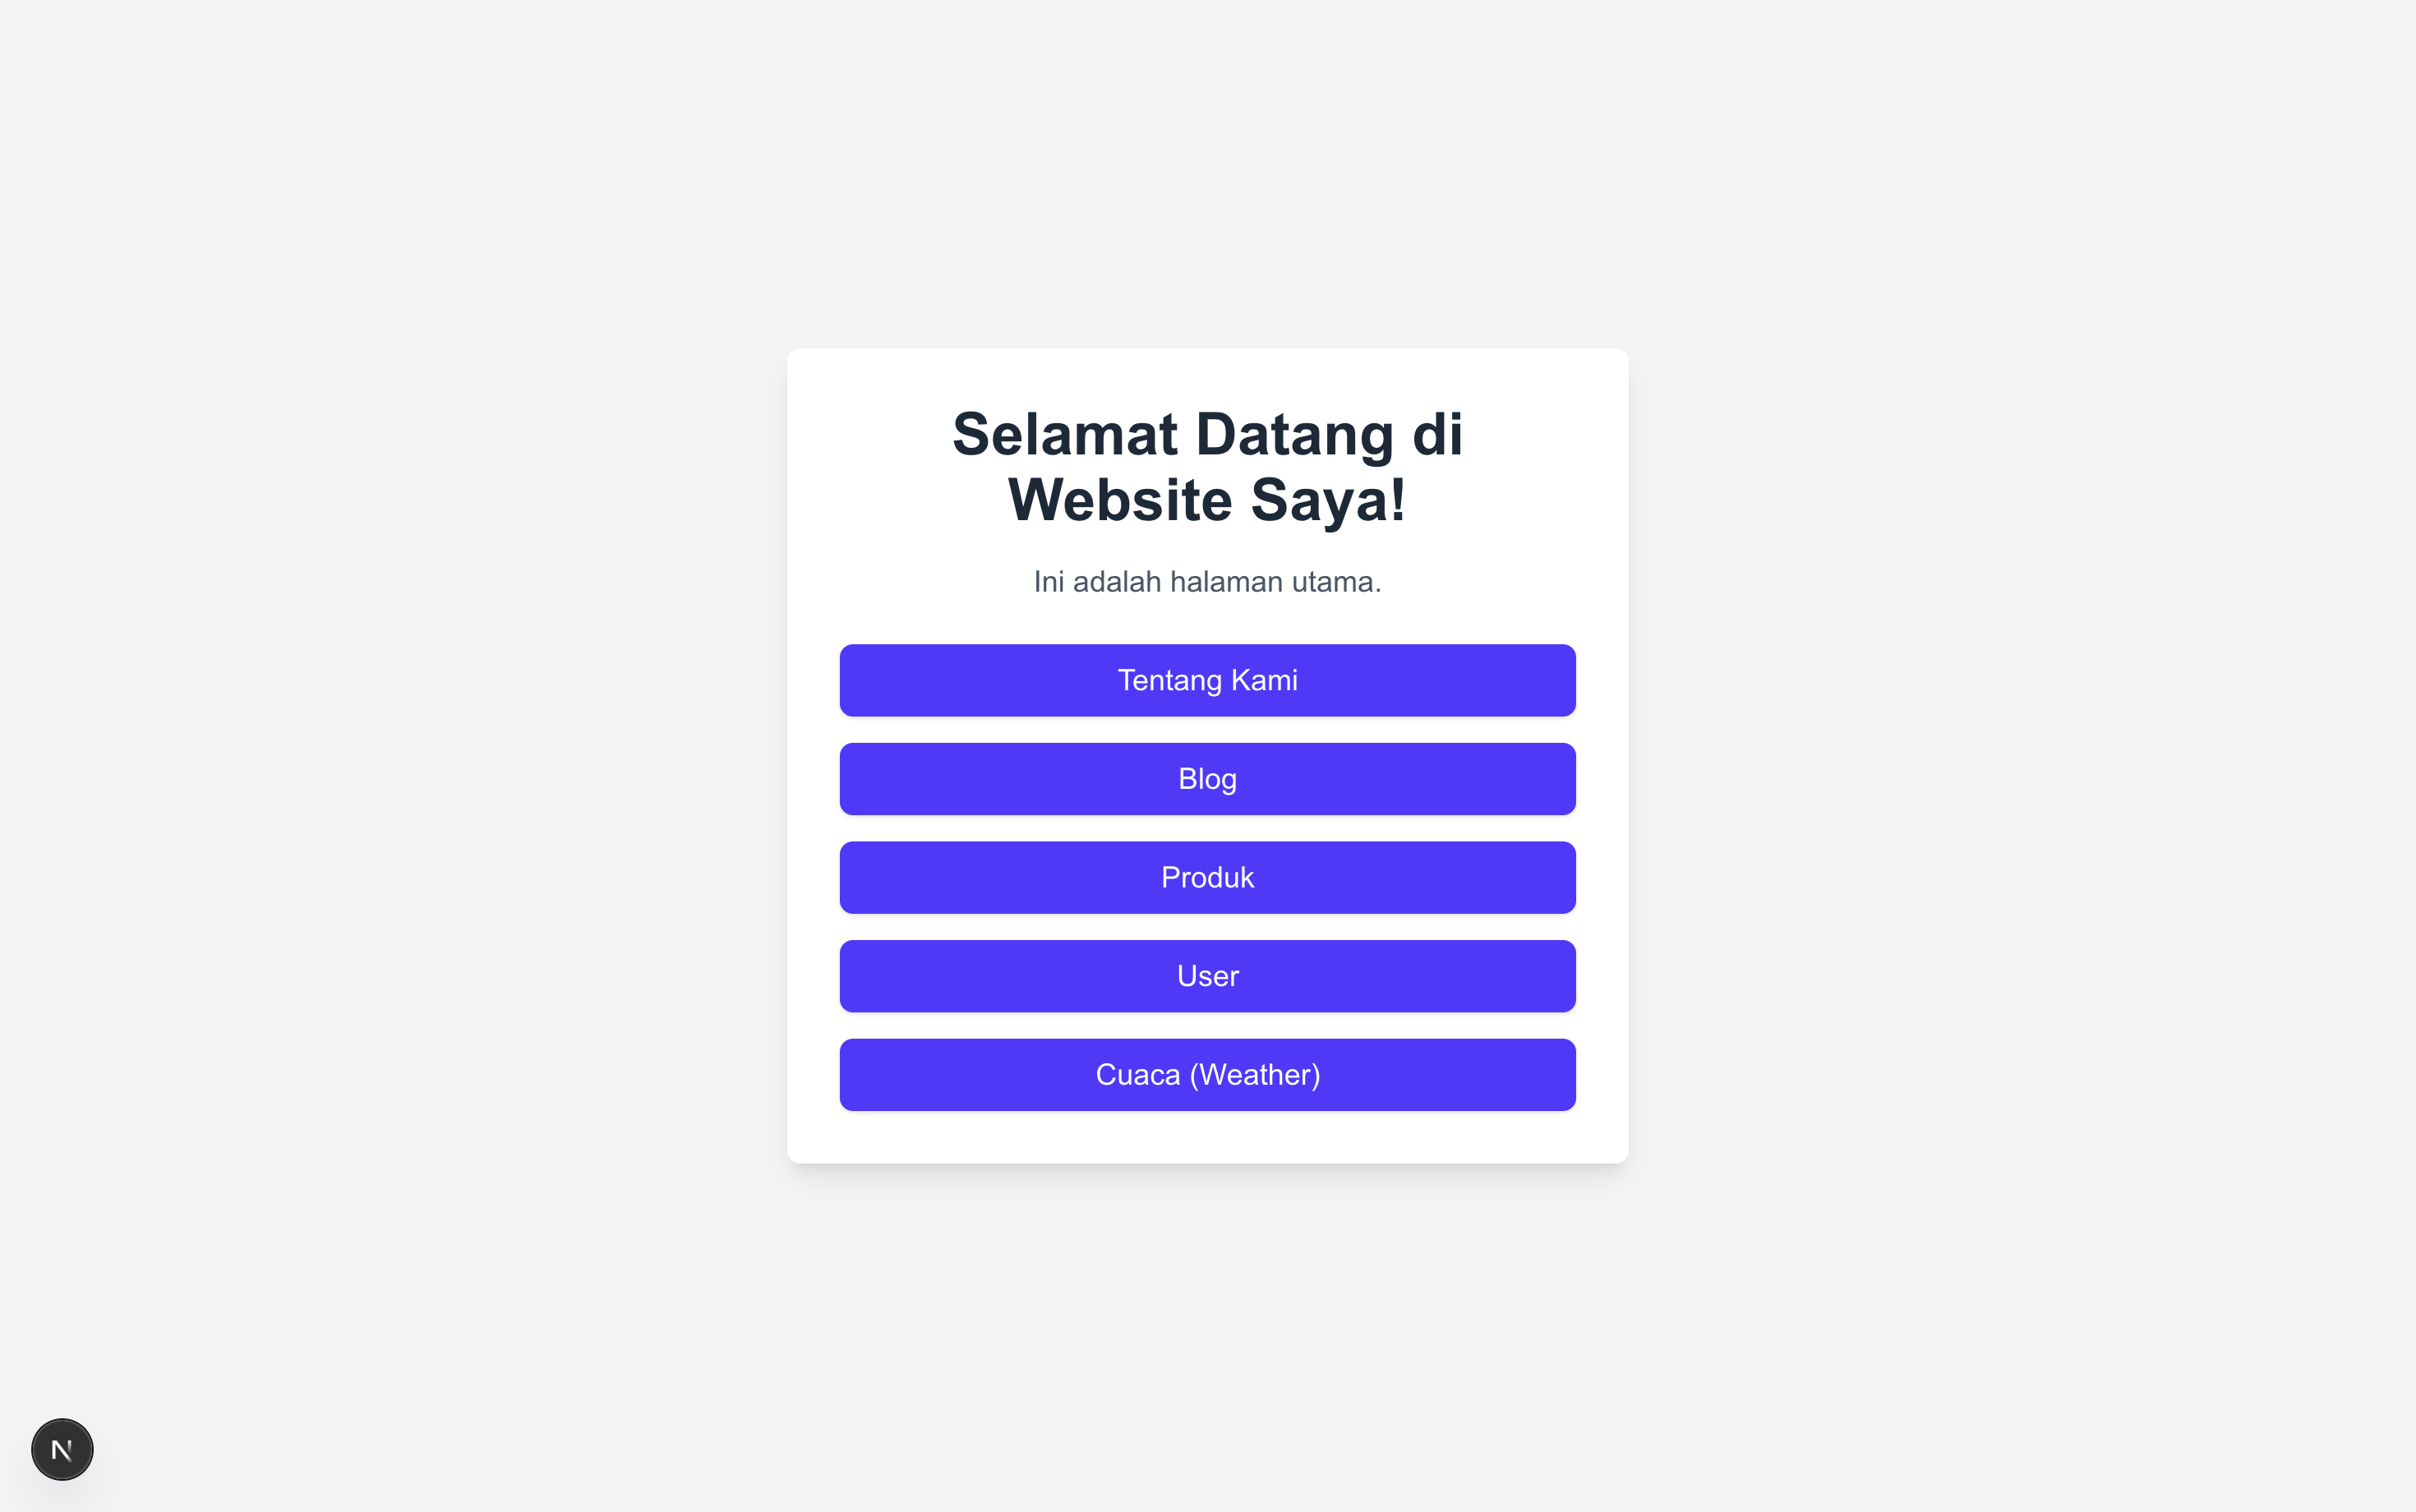 Selamat Datang di
Website Saya!
Ini adalah halaman utama.
Tentang Kami
Blog
Produk
User
Cuaca (Weather)
N